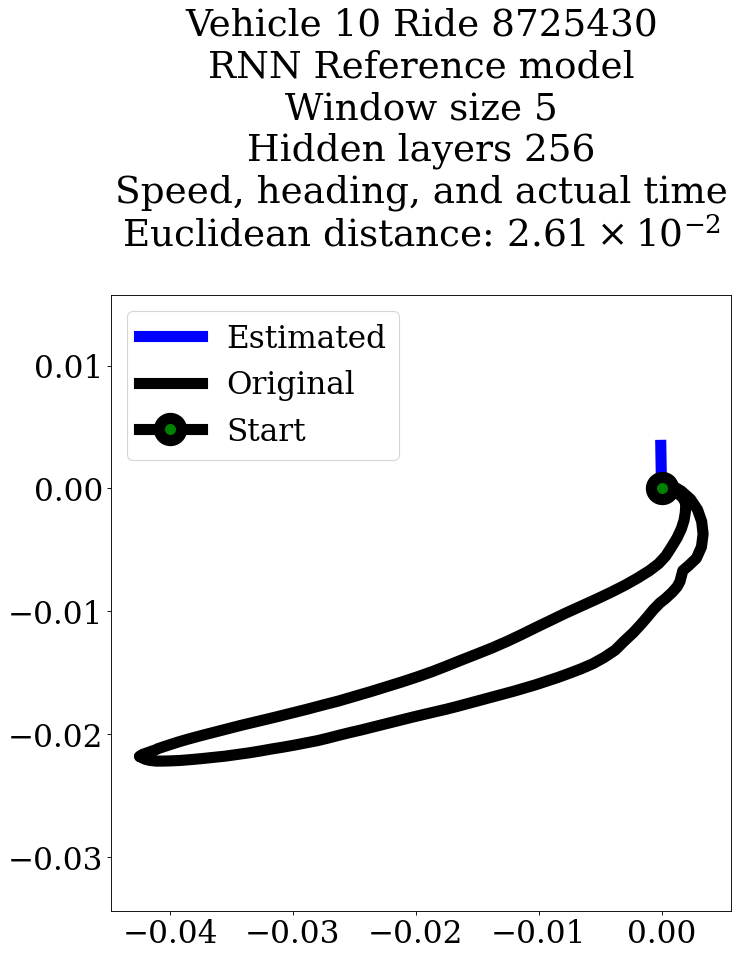 Vehicle 10 Ride 8725430
RNN Reference model
Window size 5
Hidden layers 256
Speed, heading, and actual time
Euclidean distance: 2.61 × 10⁻²
Estimated
Original
Start
0.01
0.00
−0.01
−0.02
−0.03
−0.04 −0.03 −0.02 −0.01 0.00